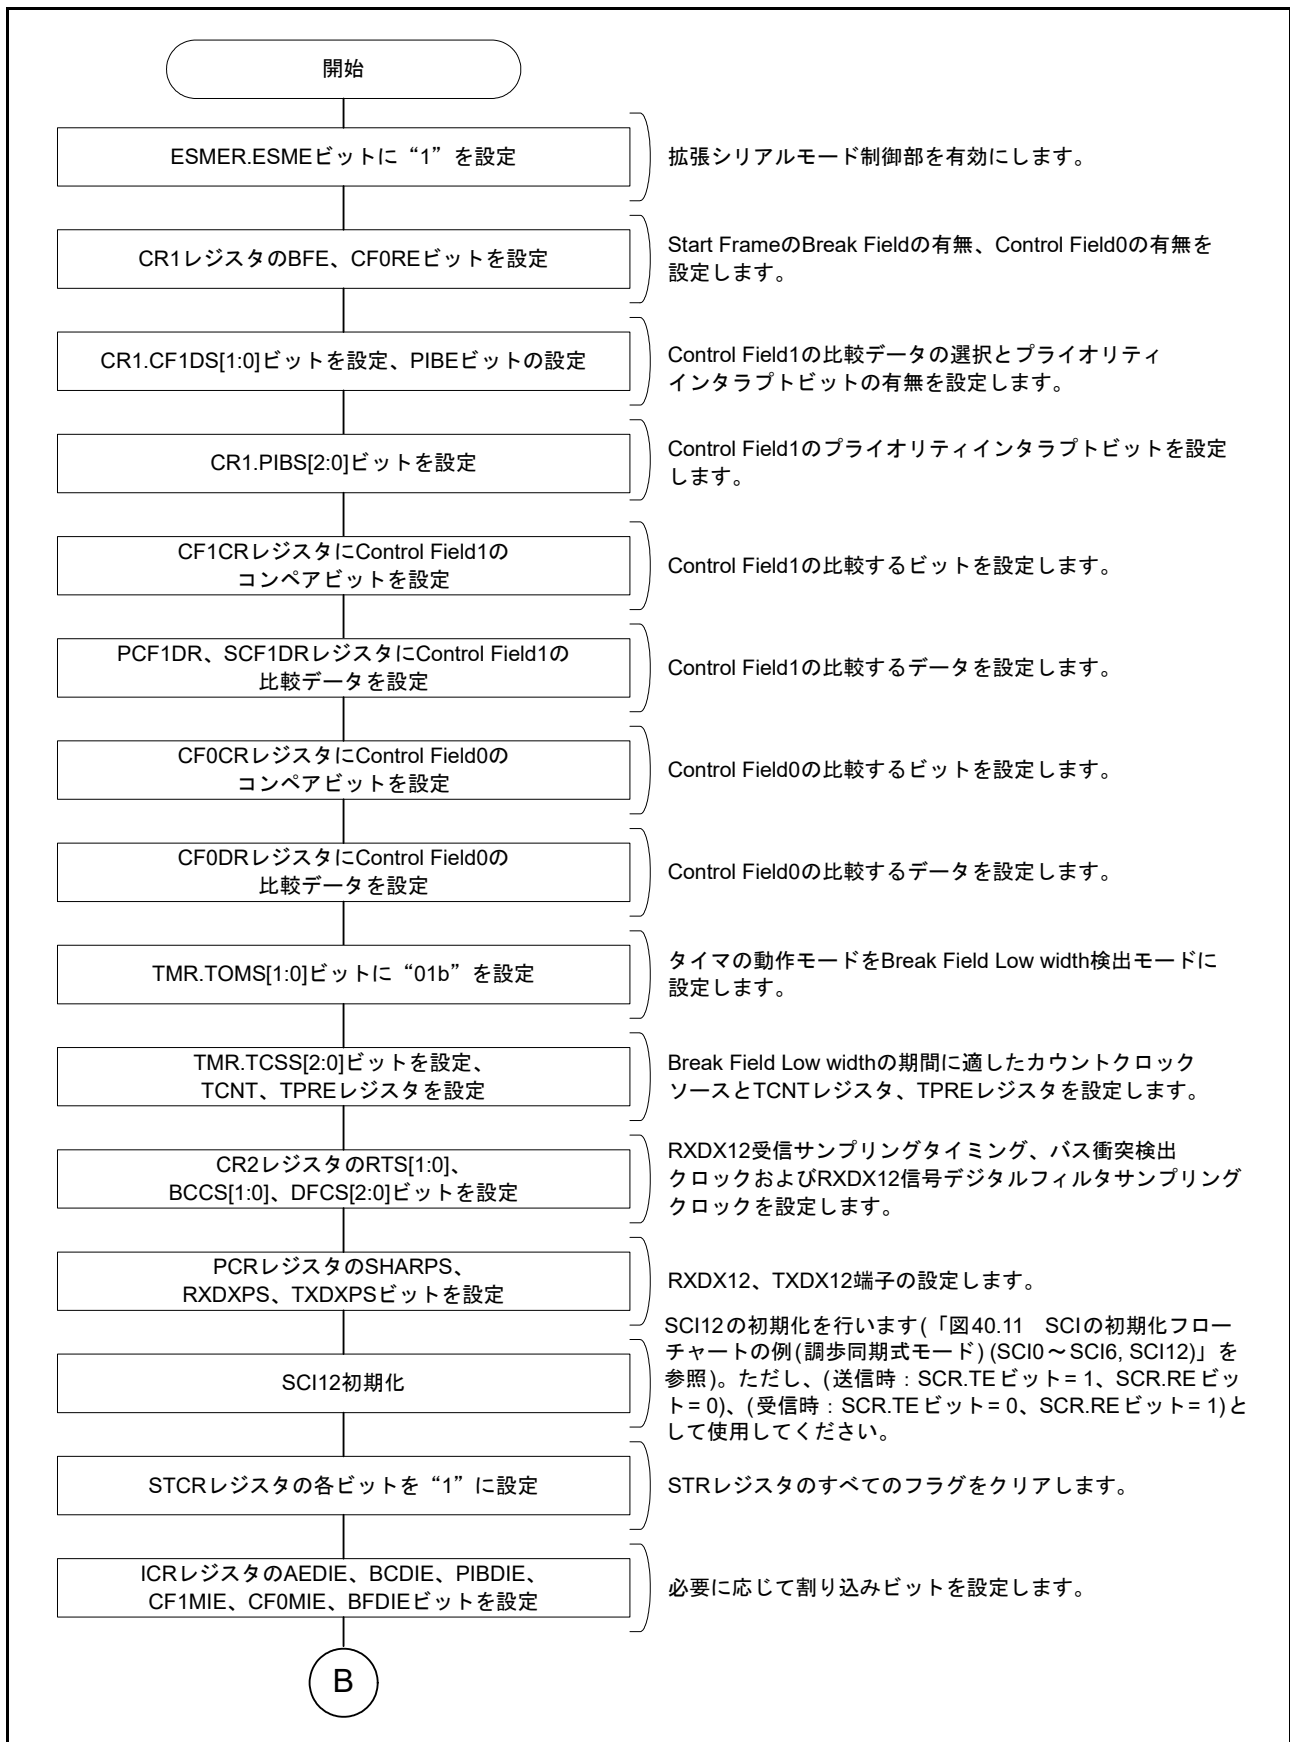 開始
ESMER.ESMEビットに“1”を設定
拡張シリアルモード制御部を有効にします。
CR1レジスタのBFE、CF0REビットを設定
Start FrameのBreak Fieldの有無、Control Field0の有無を
設定します。
CR1.CF1DS[1:0]ビットを設定、PIBEビットの設定
Control Field1の比較データの選択とプライオリティ
インタラプトビットの有無を設定します。
CR1.PIBS[2:0]ビットを設定
Control Field1のプライオリティインタラプトビットを設定
します。
CF1CRレジスタにControl Field1の
コンペアビットを設定
Control Field1の比較するビットを設定します。
PCF1DR、SCF1DRレジスタにControl Field1の
比較データを設定
Control Field1の比較するデータを設定します。
CF0CRレジスタにControl Field0の
コンペアビットを設定
Control Field0の比較するビットを設定します。
CF0DRレジスタにControl Field0の
比較データを設定
Control Field0の比較するデータを設定します。
TMR.TOMS[1:0]ビットに“01b”を設定
タイマの動作モードをBreak Field Low width検出モードに
設定します。
TMR.TCSS[2:0]ビットを設定、
TCNT、TPREレジスタを設定
Break Field Low widthの期間に適したカウントクロック
ソースとTCNTレジスタ、TPREレジスタを設定します。
CR2レジスタのRTS[1:0]、
BCCS[1:0]、DFCS[2:0]ビットを設定
RXDX12受信サンプリングタイミング、バス衝突検出
クロックおよびRXDX12信号デジタルフィルタサンプリング
クロックを設定します。
PCRレジスタのSHARPS、
RXDXPS、TXDXPSビットを設定
RXDX12、TXDX12端子の設定します。
SCI12初期化
SCI12の初期化を行います(「図40.11　SCIの初期化フロー
チャートの例(調歩同期式モード) (SCI0～SCI6, SCI12)」を
参照)。ただし、(送信時：SCR.TEビット= 1、SCR.REビッ
ト= 0)、(受信時：SCR.TEビット= 0、SCR.REビット= 1)と
して使用してください。
STCRレジスタの各ビットを“1”に設定
STRレジスタのすべてのフラグをクリアします。
ICRレジスタのAEDIE、BCDIE、PIBDIE、
CF1MIE、CF0MIE、BFDIEビットを設定
必要に応じて割り込みビットを設定します。
B